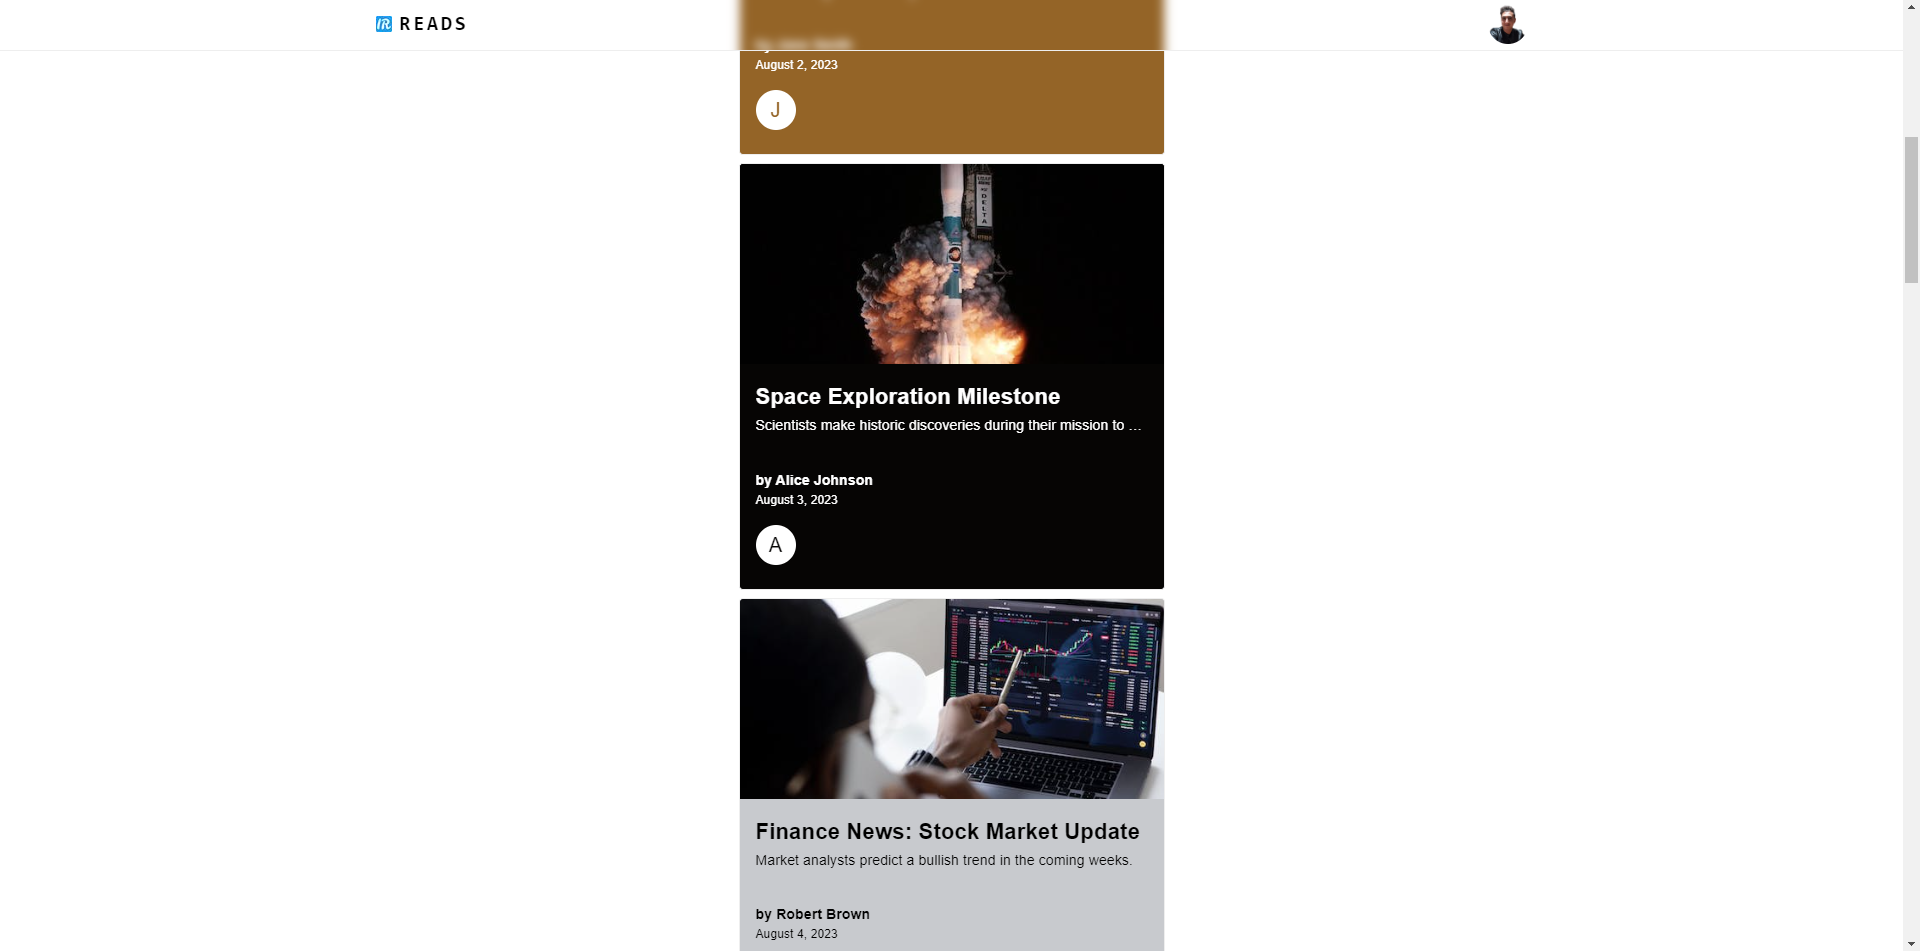 READS
August 2, 2023
J
DELTA
Space Exploration Milestone
Scientists make historic discoveries during their mission to ...
by Alice Johnson
August 3, 2023
A
Finance News: Stock Market Update
Market analysts predict a bullish trend in the coming weeks.
by Robert Brown
August 4, 2023